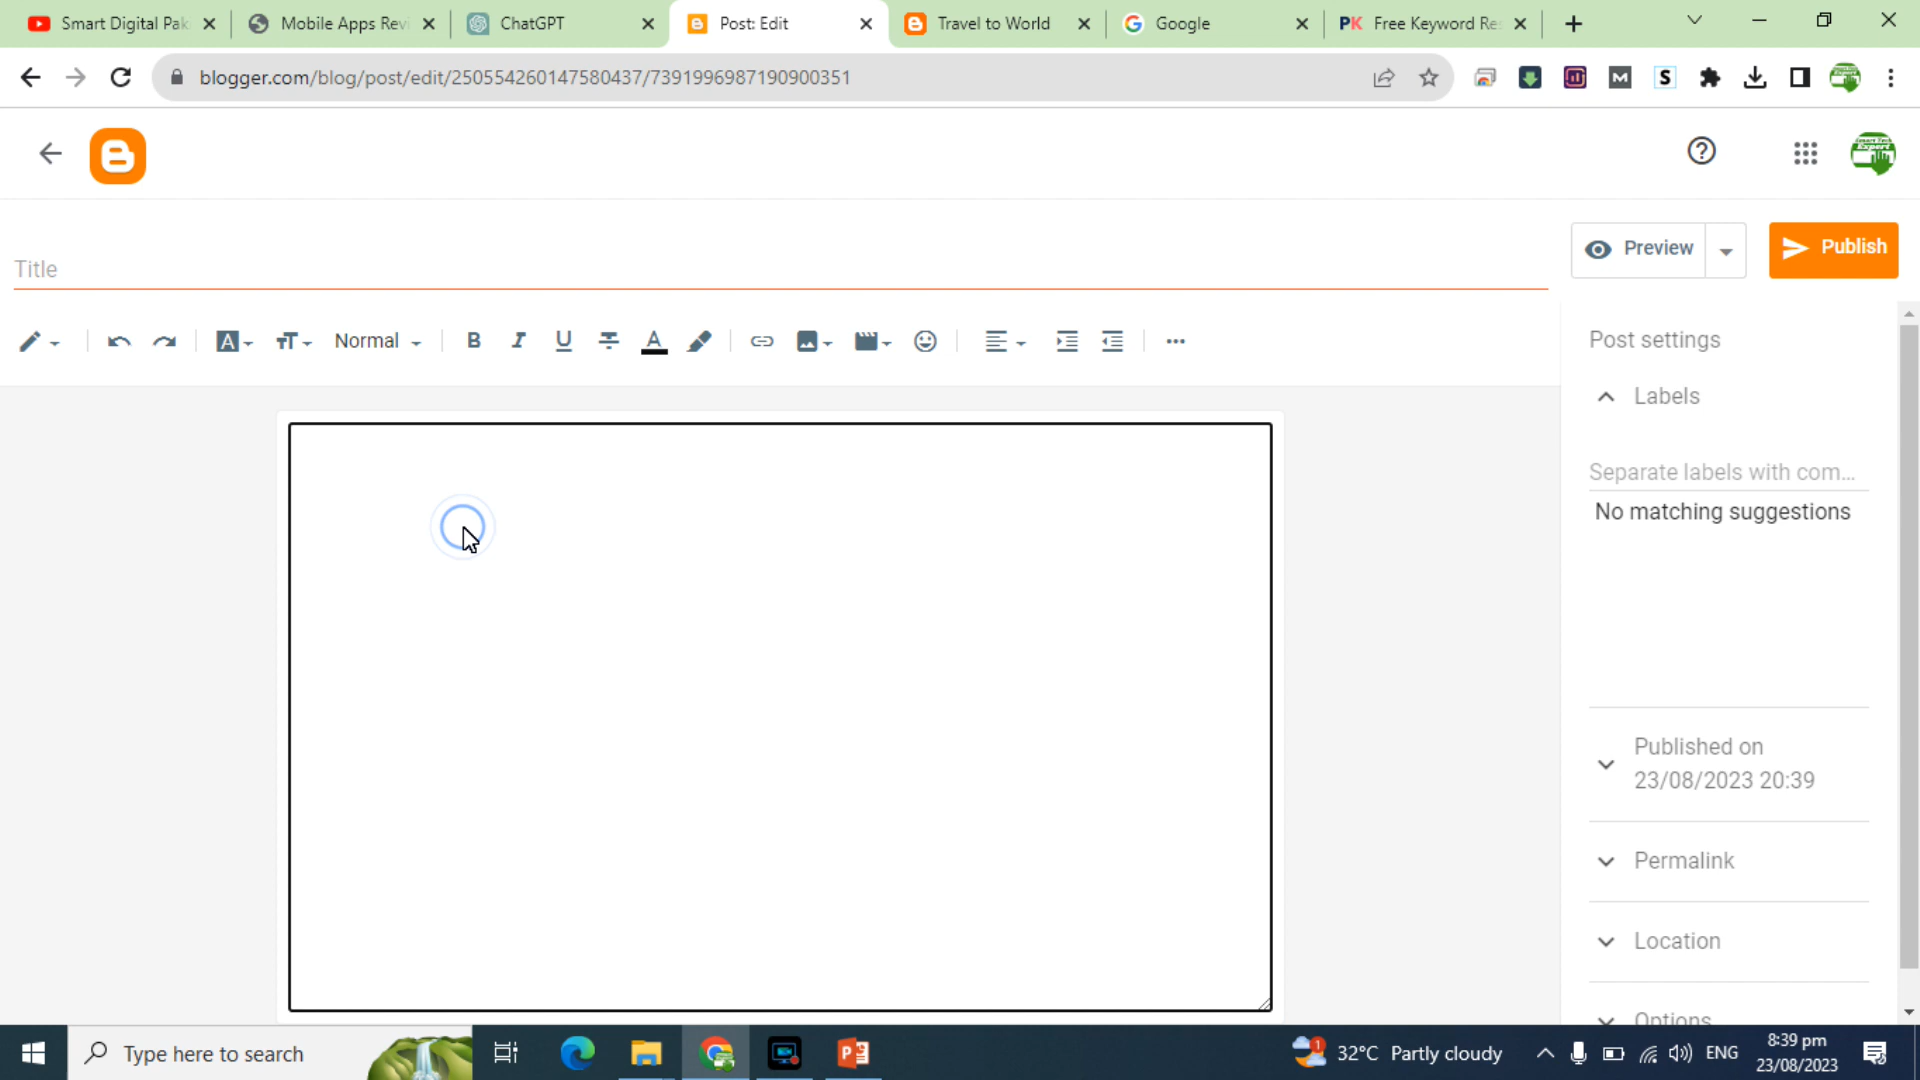 Smart Digital Pak
Mobile Apps Revi
ChatGPT
Post: Edit
Travel to World
Google
PK Free Keyword Res
blogger.com/blog/post/edit/250554260147580437/7391996987190900351
Title
Preview
Publish
Normal
Post settings
Labels
Separate labels with com...
No matching suggestions
Published on
23/08/2023 20:39
Permalink
Location
Options
Type here to search
32°C Partly cloudy
ENG
8:39 pm
23/08/2023